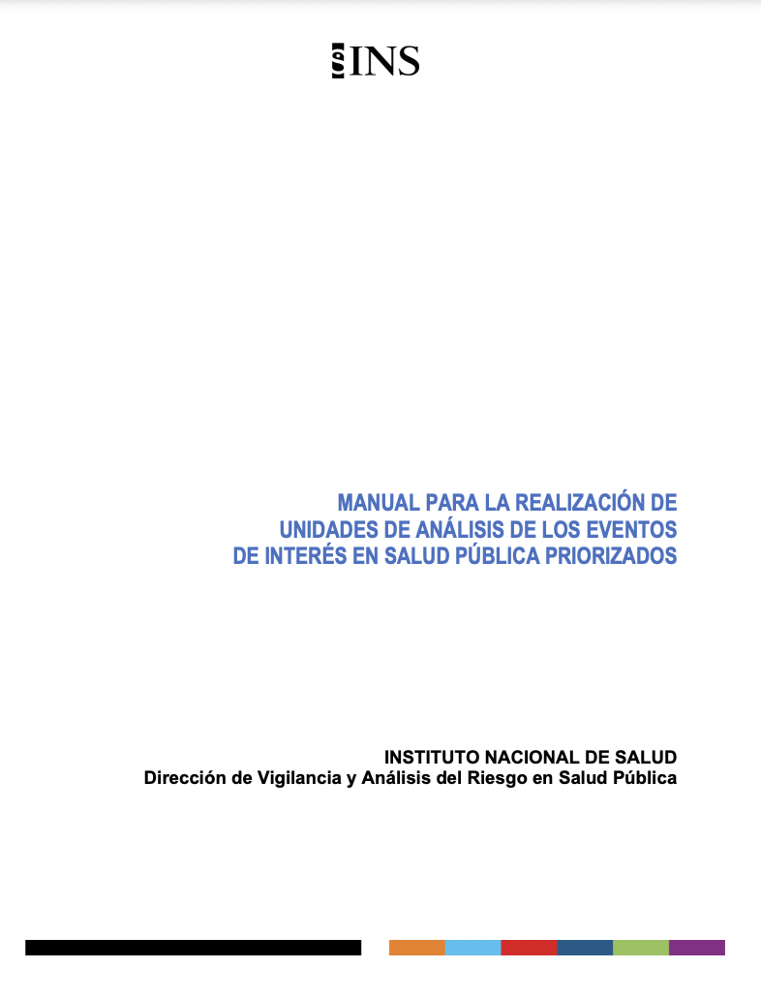 INS
MANUAL PARA LA REALIZACIÓN DE
UNIDADES DE ANÁLISIS DE LOS EVENTOS
DE INTERÉS EN SALUD PÚBLICA PRIORIZADOS
INSTITUTO NACIONAL DE SALUD
Dirección de Vigilancia y Análisis del Riesgo en Salud Pública